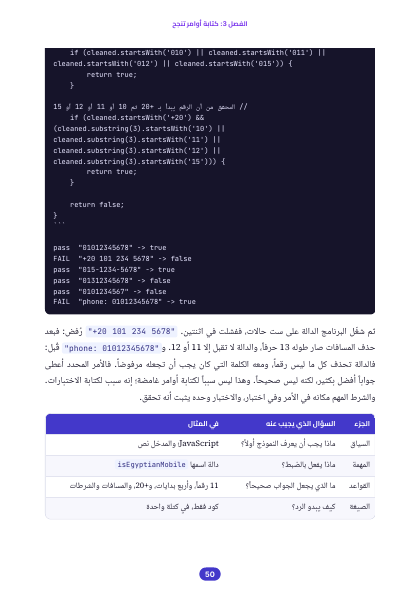 الفصل 3: كتابة أوامر تنجح
if (cleaned.startsWith('010') || cleaned.startsWith('011') ||
cleaned.startsWith('012') || cleaned.startsWith('015')) {
return true;
}
// التحقق من أن الرقم يبدأ بـ +20 ثم 10 أو 11 أو 12 أو 15
if (cleaned.startsWith('+20') &&
(cleaned.substring(3).startsWith('10') ||
cleaned.substring(3).startsWith('11') ||
cleaned.substring(3).startsWith('12') ||
cleaned.substring(3).startsWith('15'))) {
return true;
}
return false;
}
```
pass "01012345678" -> true
FAIL "+20 101 234 5678" -> false
pass "015-1234-5678" -> true
pass "01312345678" -> false
pass "0101234567" -> false
FAIL "phone: 01012345678" -> true
ثم شغّل البرنامج الدالة على ست حالات، ففشلت في اثنتين. "+20 101 234 5678" رُفض: فبعد
حذف المسافات صار طوله 13 حرفاً، والدالة لا تقبل إلا 11 أو 12. و "phone: 01012345678" قُبل:
فالدالة تحذف كل ما ليس رقماً، ومعه الكلمة التي كان يجب أن تجعله مرفوضاً. فالأمر المحدد أعطى
جواباً أفضل بكثير، لكنه ليس صحيحاً. وهذا ليس سبباً لكتابة أوامر غامضة؛ إنه سبب لكتابة الاختبارات.
والشرط المهم مكانه في الأمر وفي اختبار، والاختبار وحده يثبت أنه تحقق.
الجزء السؤال الذي يجيب عنه في المثال
السياق ماذا يجب أن يعرف النموذج أولاً؟ JavaScript؛ والمدخل نص
المهمة ماذا يفعل بالضبط؟ دالة اسمها isEgyptianMobile
القواعد ما الذي يجعل الجواب صحيحاً؟ 11 رقماً، وأربع بدايات، و+20، والمسافات والشرطات
الصيغة كيف يبدو الرد؟ كود فقط، في كتلة واحدة
50